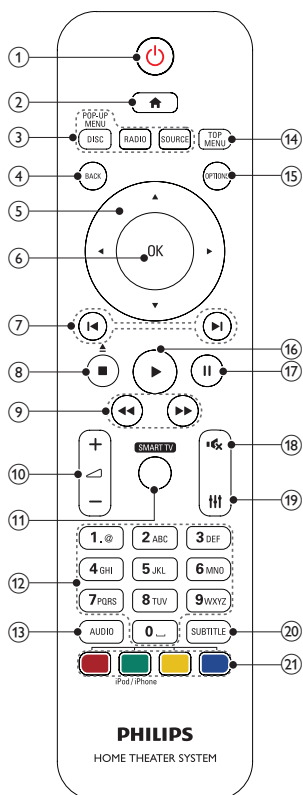 1
2
POP-UP
MENU
3 DISC RADIO SOURCE TOP
MENU 14
4 BACK OPTIONS 15
5
6 OK
7
16
8
17
9
+ SMART TV 18
10
− 19
11
1.@ 2 ABC 3 DEF
4 GHI 5 JKL 6 MNO
12
7 PQRS 8 TUV 9 WXYZ
13 AUDIO 0 SUBTITLE 20
21
iPod / iPhone
PHILIPS
HOME THEATER SYSTEM